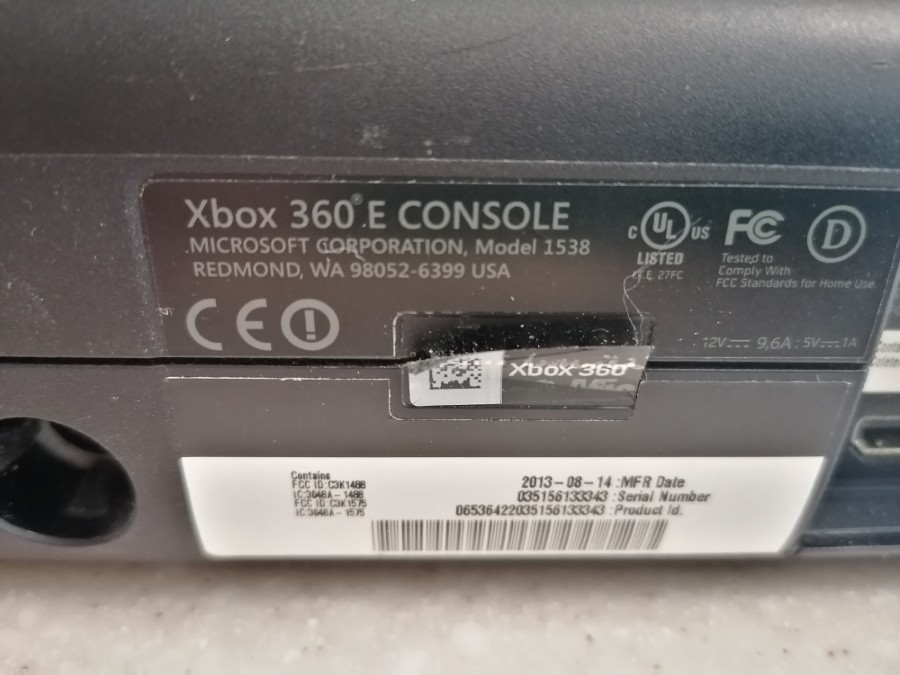 Xbox 360® E CONSOLE
MICROSOFT CORPORATION, Model 1538
REDMOND, WA 98052-6399 USA
C UL US
LISTED
I.T.E. 27FC
FC
Tested to
Comply With
FCC Standards for Home Use
D
CE
12V 9,6A ; 5V 1A
Xbox 360®
Contains
FCC ID:C3K1488
IC:3048A-1488
FCC ID:C3K1575
IC:3048A-1575
2013-08-14 :MFR Date
035156133343 :Serial Number
06536422035156133343 :Product Id.